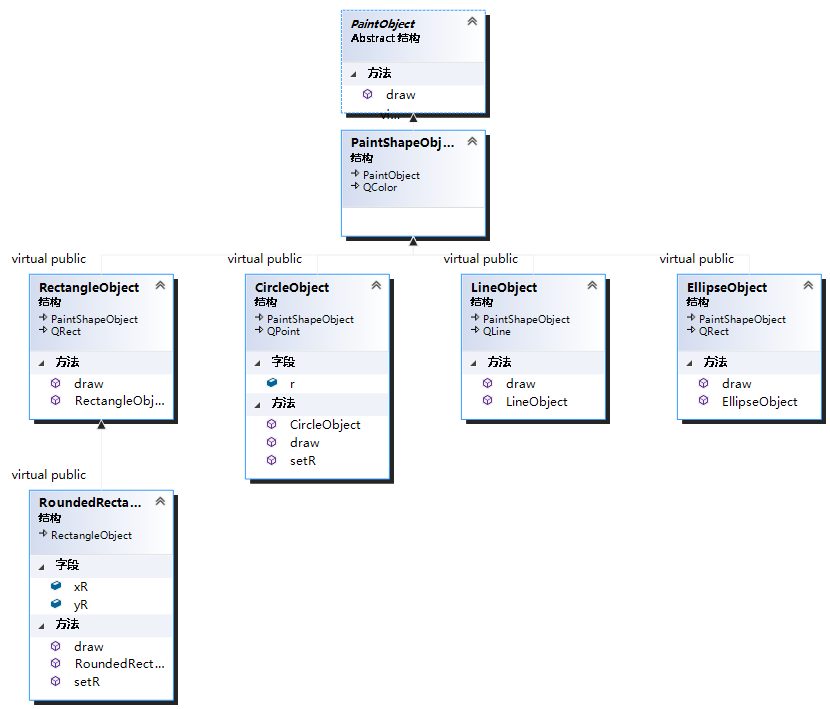 PaintObject
Abstract 结构
方法
draw
vi...
PaintShapeObj...
结构
PaintObject
QColor
virtual public
virtual public
virtual public
virtual public
RectangleObject
结构
PaintShapeObject
QRect
方法
draw
RectangleObj...
CircleObject
结构
PaintShapeObject
QPoint
字段
r
方法
CircleObject
draw
setR
LineObject
结构
PaintShapeObject
QLine
方法
draw
LineObject
EllipseObject
结构
PaintShapeObject
QRect
方法
draw
EllipseObject
virtual public
RoundedRecta...
结构
RectangleObject
字段
xR
yR
方法
draw
RoundedRect...
setR